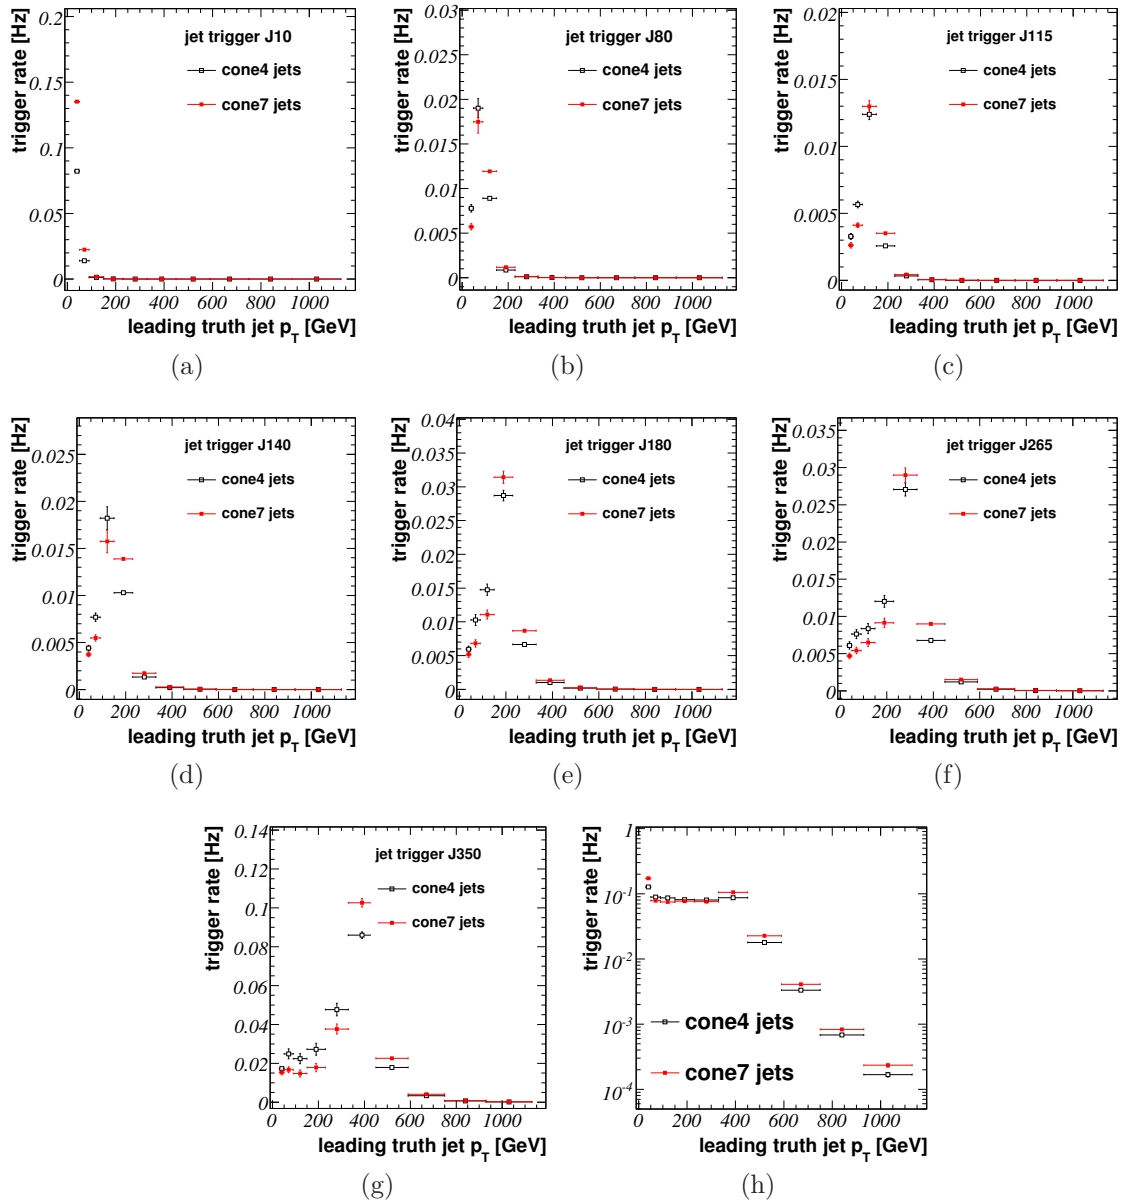 trigger rate [Hz]
0.2
0.15
0.1
0.05
0
jet trigger J10
cone4 jets
cone7 jets
0 200 400 600 800 1000
leading truth jet p_T [GeV]
(a)
trigger rate [Hz]
0.03
0.02
0.01
0
jet trigger J80
cone4 jets
cone7 jets
0 200 400 600 800 1000
leading truth jet p_T [GeV]
(b)
trigger rate [Hz]
0.02
0.015
0.01
0.005
0
jet trigger J115
cone4 jets
cone7 jets
0 200 400 600 800 1000
leading truth jet p_T [GeV]
(c)
trigger rate [Hz]
0.025
0.02
0.015
0.01
0.005
0
jet trigger J140
cone4 jets
cone7 jets
0 200 400 600 800 1000
leading truth jet p_T [GeV]
(d)
trigger rate [Hz]
0.04
0.035
0.03
0.025
0.02
0.015
0.01
0.005
0
jet trigger J180
cone4 jets
cone7 jets
0 200 400 600 800 1000
leading truth jet p_T [GeV]
(e)
trigger rate [Hz]
0.035
0.03
0.025
0.02
0.015
0.01
0.005
0
jet trigger J265
cone4 jets
cone7 jets
0 200 400 600 800 1000
leading truth jet p_T [GeV]
(f)
trigger rate [Hz]
0.14
0.12
0.1
0.08
0.06
0.04
0.02
0
jet trigger J350
cone4 jets
cone7 jets
0 200 400 600 800 1000
leading truth jet p_T [GeV]
(g)
trigger rate [Hz]
1
10^-1
10^-2
10^-3
10^-4
cone4 jets
cone7 jets
0 200 400 600 800 1000
leading truth jet p_T [GeV]
(h)